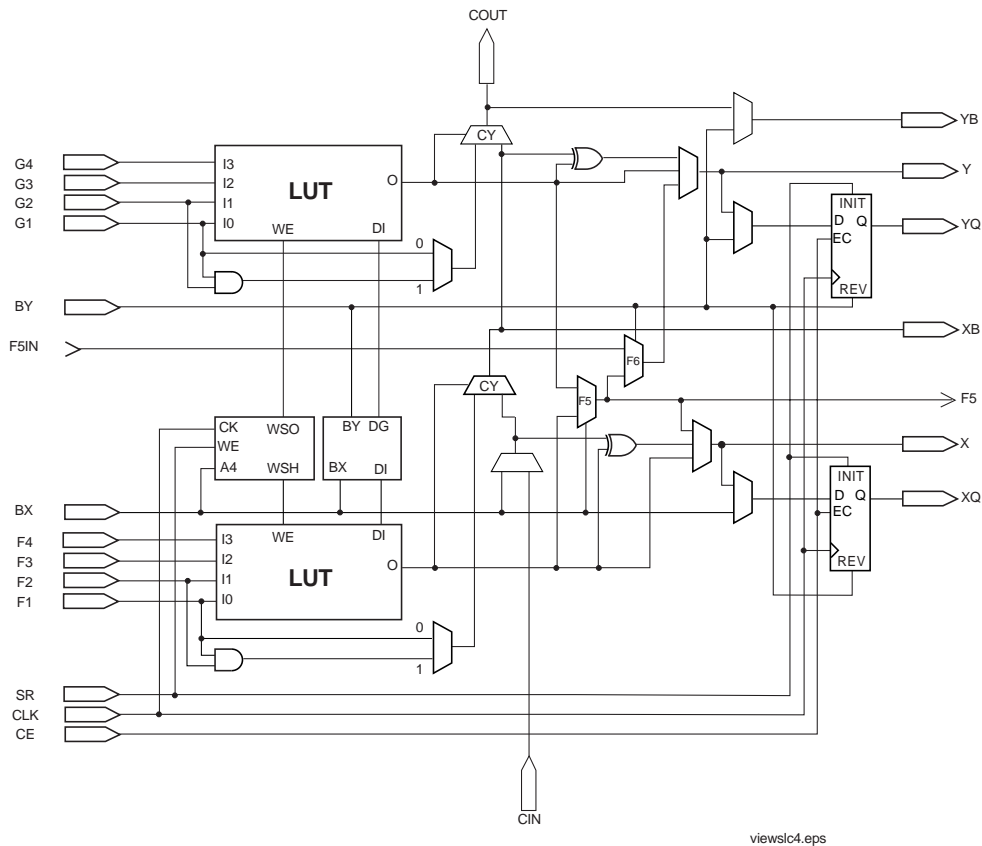 COUT
CY
YB
G4
G3
G2
G1
I3
I2
I1
I0
LUT
O
WE
DI
Y
INIT
D Q
EC
REV
YQ
0
1
BY
F5IN
XB
F6
CY
F5
F5
CK
WE
A4
WSO
WSH
BY DG
BX
DI
X
INIT
D Q
EC
REV
XQ
BX
F4
F3
F2
F1
I3
I2
I1
I0
WE
DI
LUT
O
0
1
SR
CLK
CE
CIN
viewslc4.eps